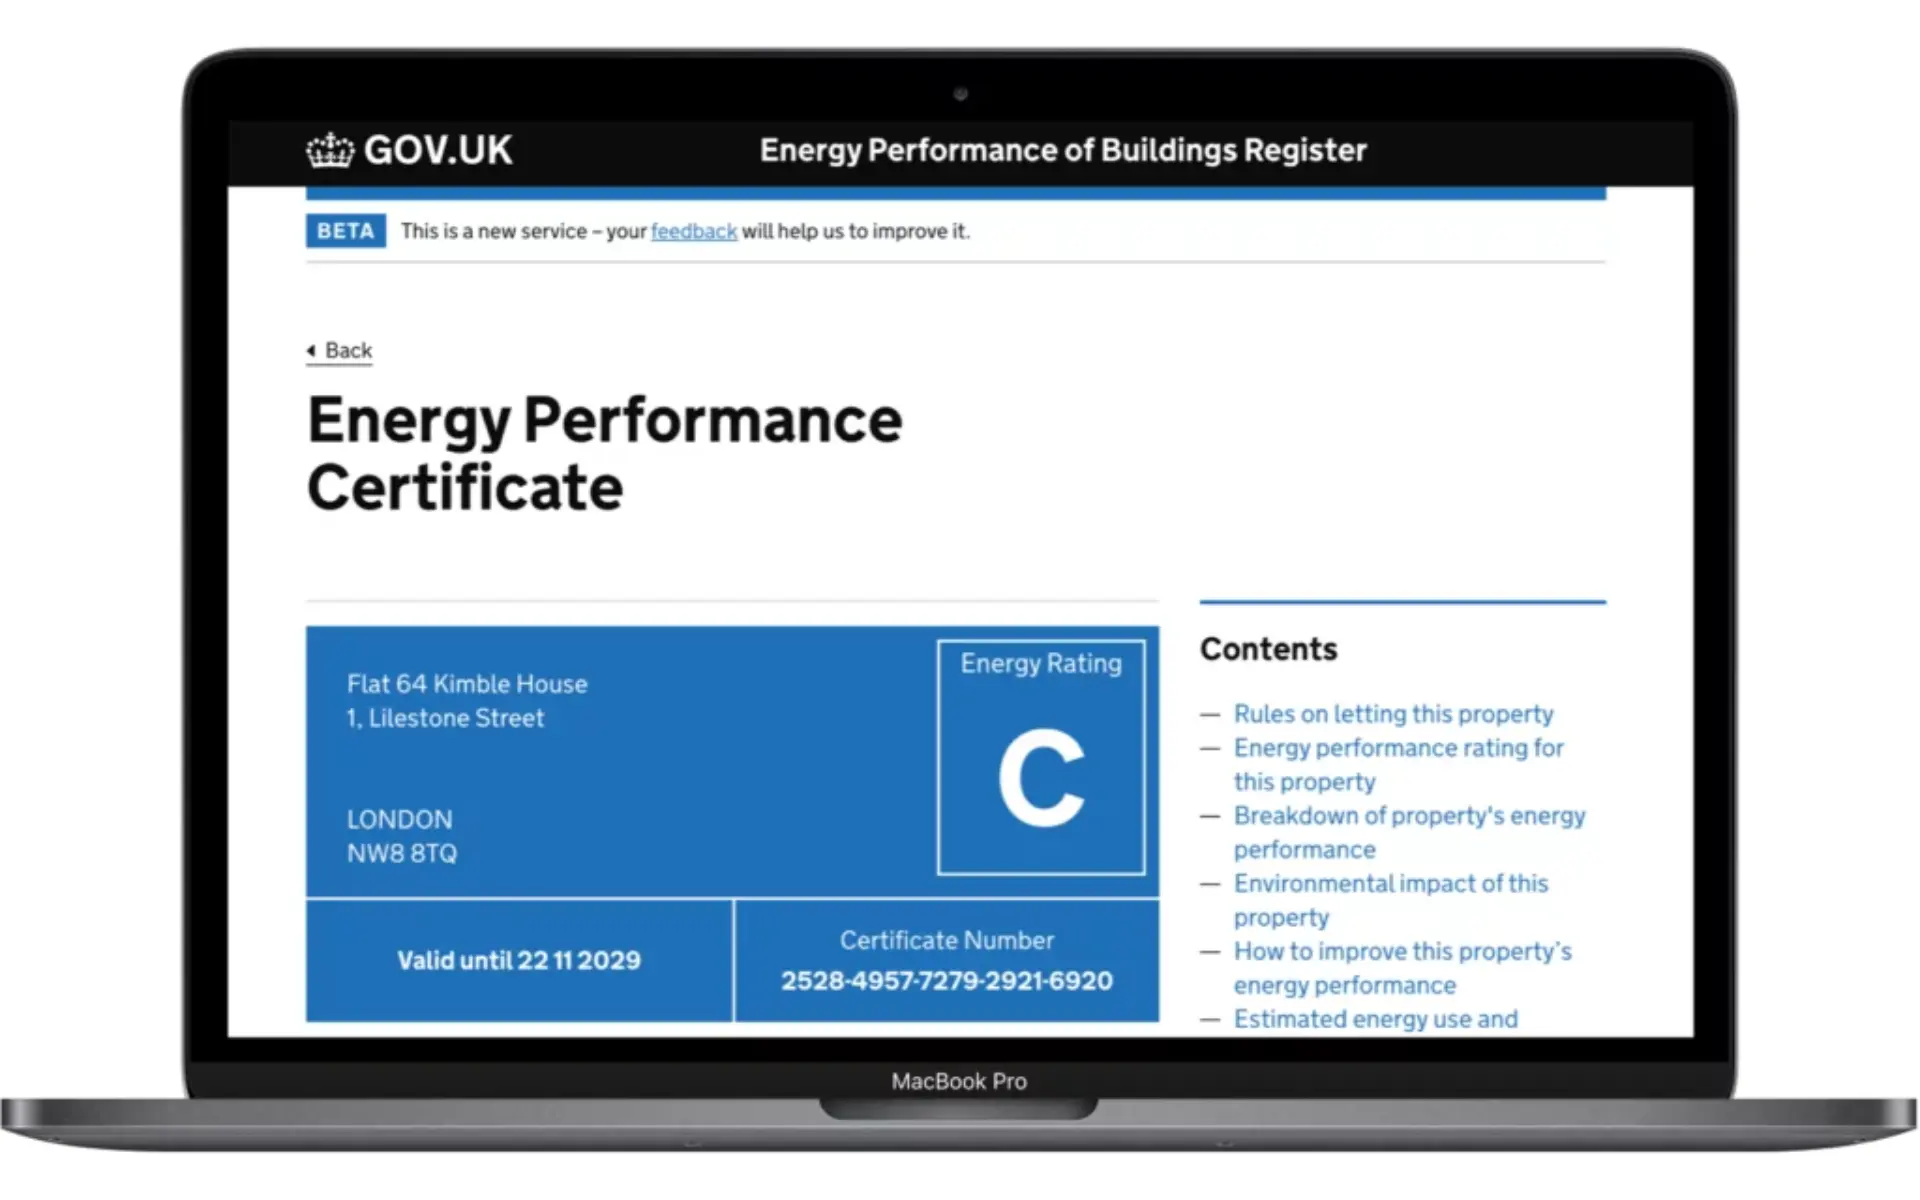 GOV.UK
Energy Performance of Buildings Register
BETA
This is a new service – your feedback will help us to improve it.
Back
Energy Performance
Certificate
Flat 64 Kimble House
1, Lilestone Street
LONDON
NW8 8TQ
Energy Rating
C
Valid until 22 11 2029
Certificate Number
2528-4957-7279-2921-6920
Contents
— Rules on letting this property
— Energy performance rating for
this property
— Breakdown of property's energy
performance
— Environmental impact of this
property
— How to improve this property’s
energy performance
— Estimated energy use and
MacBook Pro